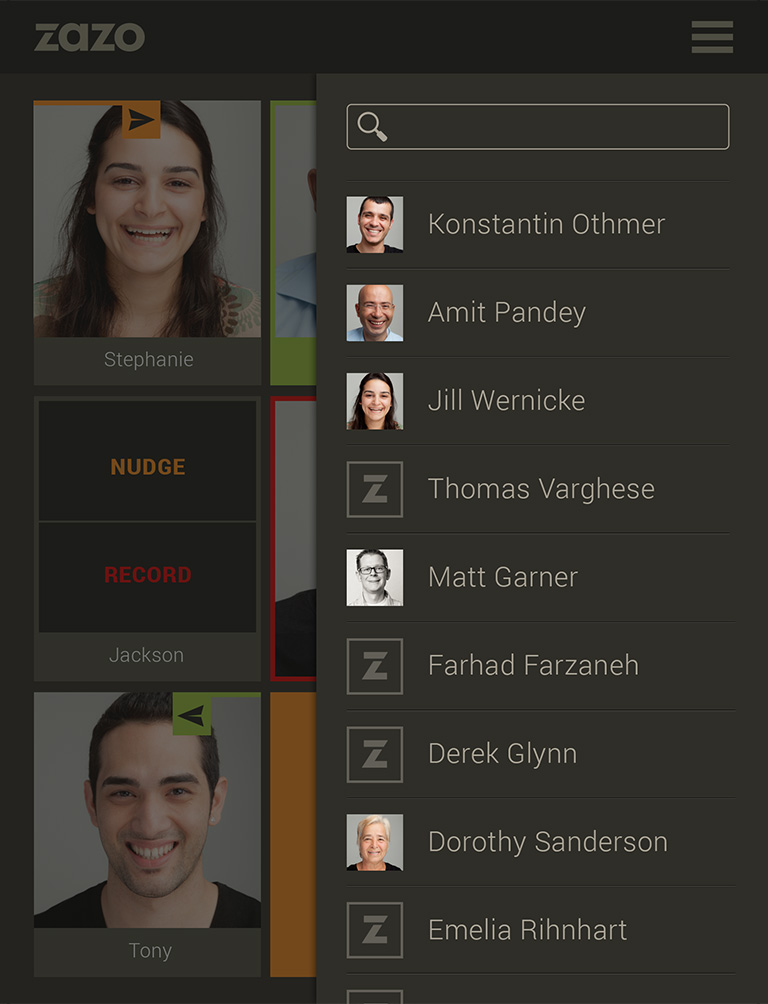 zazo
Stephanie
NUDGE
RECORD
Jackson
Tony
Konstantin Othmer
Amit Pandey
Jill Wernicke
Thomas Varghese
Matt Garner
Farhad Farzaneh
Derek Glynn
Dorothy Sanderson
Emelia Rihnhart